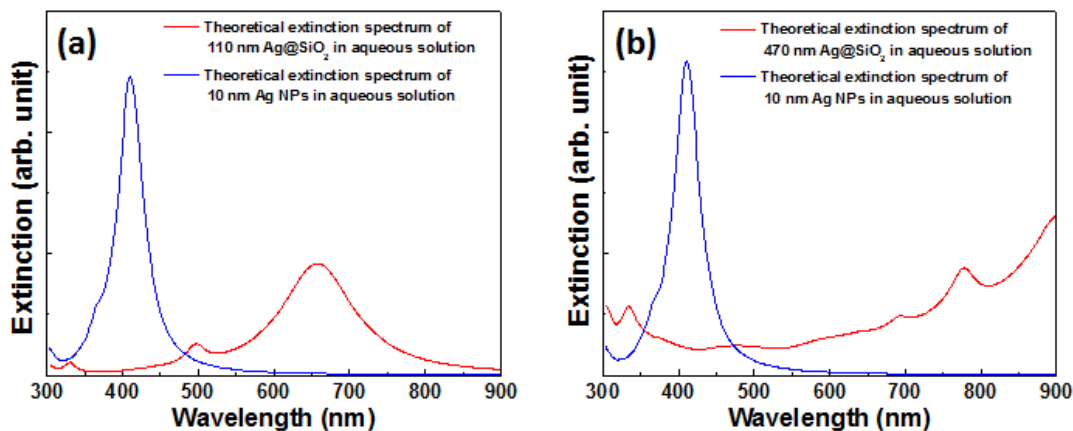 (a)
Theoretical extinction spectrum of
110 nm Ag@SiO₂ in aqueous solution
Theoretical extinction spectrum of
10 nm Ag NPs in aqueous solution
Extinction (arb. unit)
300 400 500 600 700 800 900
Wavelength (nm)
(b)
Theoretical extinction spectrum of
470 nm Ag@SiO₂ in aqueous solution
Theoretical extinction spectrum of
10 nm Ag NPs in aqueous solution
Extinction (arb. unit)
300 400 500 600 700 800 900
Wavelength (nm)